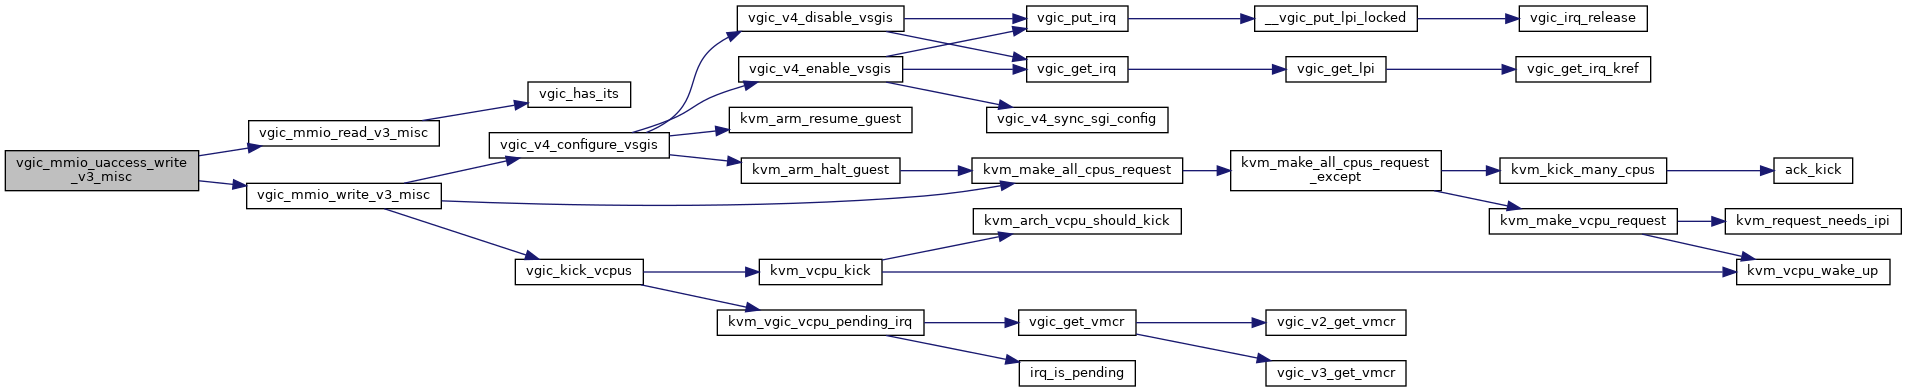 vgic_mmio_uaccess_write
_v3_misc
vgic_mmio_read_v3_misc
vgic_has_its
vgic_mmio_write_v3_misc
vgic_v4_configure_vsgis
vgic_v4_disable_vsgis
vgic_put_irq
__vgic_put_lpi_locked
vgic_irq_release
vgic_v4_enable_vsgis
vgic_get_irq
vgic_get_lpi
vgic_get_irq_kref
vgic_v4_sync_sgi_config
kvm_arm_resume_guest
kvm_arm_halt_guest
kvm_make_all_cpus_request
kvm_make_all_cpus_request
_except
kvm_kick_many_cpus
ack_kick
kvm_make_vcpu_request
kvm_request_needs_ipi
kvm_vcpu_wake_up
vgic_kick_vcpus
kvm_vcpu_kick
kvm_arch_vcpu_should_kick
kvm_vgic_vcpu_pending_irq
vgic_get_vmcr
vgic_v2_get_vmcr
vgic_v3_get_vmcr
irq_is_pending